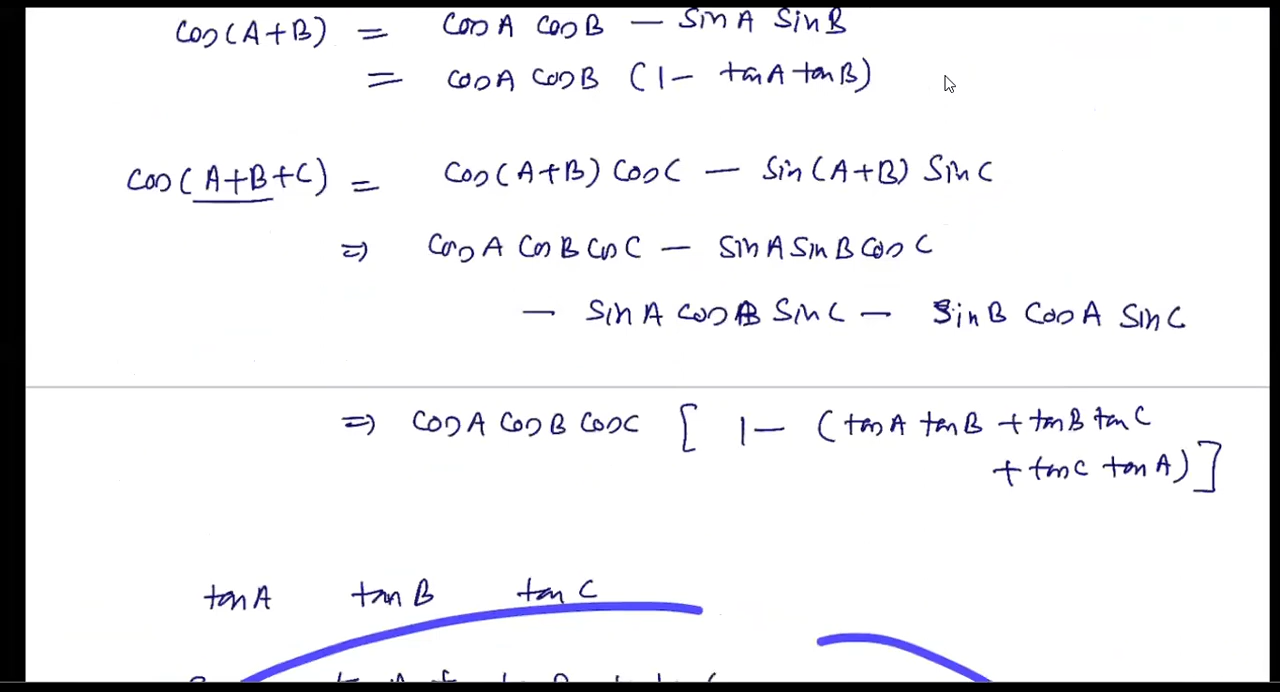 cos(A+B) = cosA cosB − sinA sinB
= cosA cosB (1− tanA tanB)
cos(A+B+C) = cos(A+B) cosC − sin(A+B) sinC
⇒ cosA cosB cosC − sinA sinB cosC
− sinA cosB sinC − sinB cosA sinC
⇒ cosA cosB cosC [ 1− (tanA tanB + tanB tanC
+ tanC tanA) ]
tanA tanB tanC